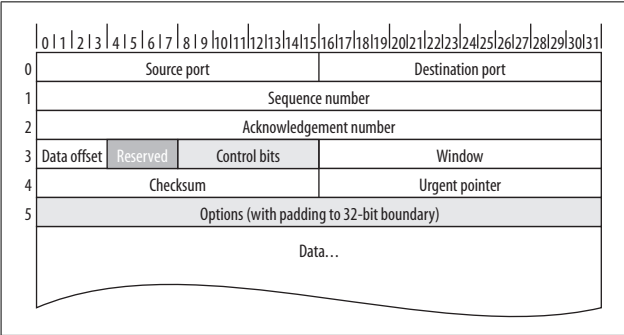 0 1 2 3 4 5 6 7 8 9 10 11 12 13 14 15 16 17 18 19 20 21 22 23 24 25 26 27 28 29 30 31
0 Source port Destination port
1 Sequence number
2 Acknowledgement number
3 Data offset Reserved Control bits Window
4 Checksum Urgent pointer
5 Options (with padding to 32-bit boundary)
Data…